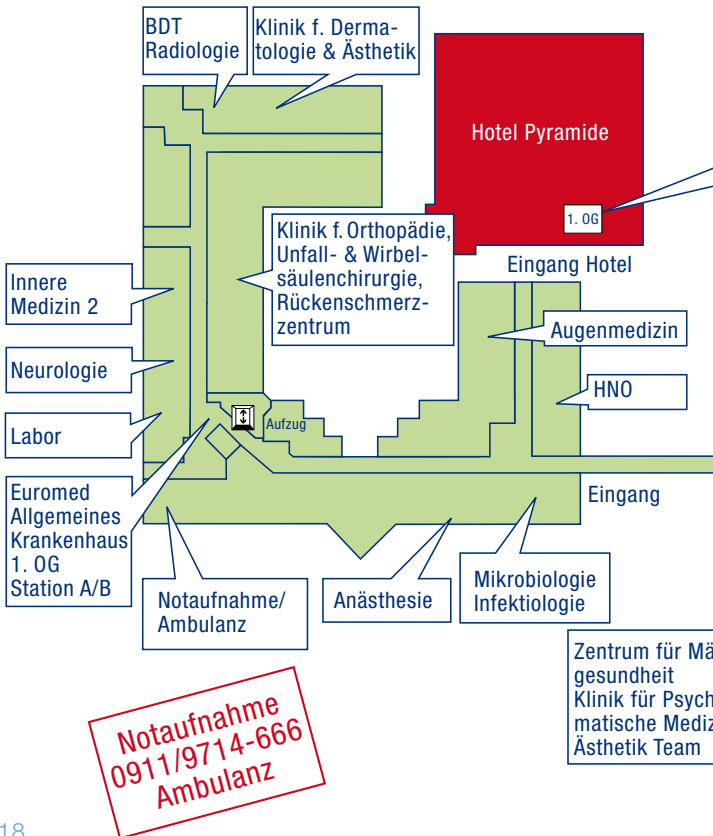 BDT
Radiologie
Klinik f. Derma-
tologie & Ästhetik
Hotel Pyramide
1. OG
Klinik f. Orthopädie,
Unfall- & Wirbel-
säulenchirurgie,
Rückenschmerz-
zentrum
Eingang Hotel
Innere
Medizin 2
Augenmedizin
Neurologie
HNO
Aufzug
Labor
Euromed
Allgemeines
Krankenhaus
1. OG
Station A/B
Eingang
Notaufnahme/
Ambulanz
Anästhesie
Mikrobiologie
Infektiologie
Zentrum für Mä
gesundheit
Klinik für Psych
matische Mediz
Ästhetik Team
Notaufnahme
0911/9714-666
Ambulanz
18